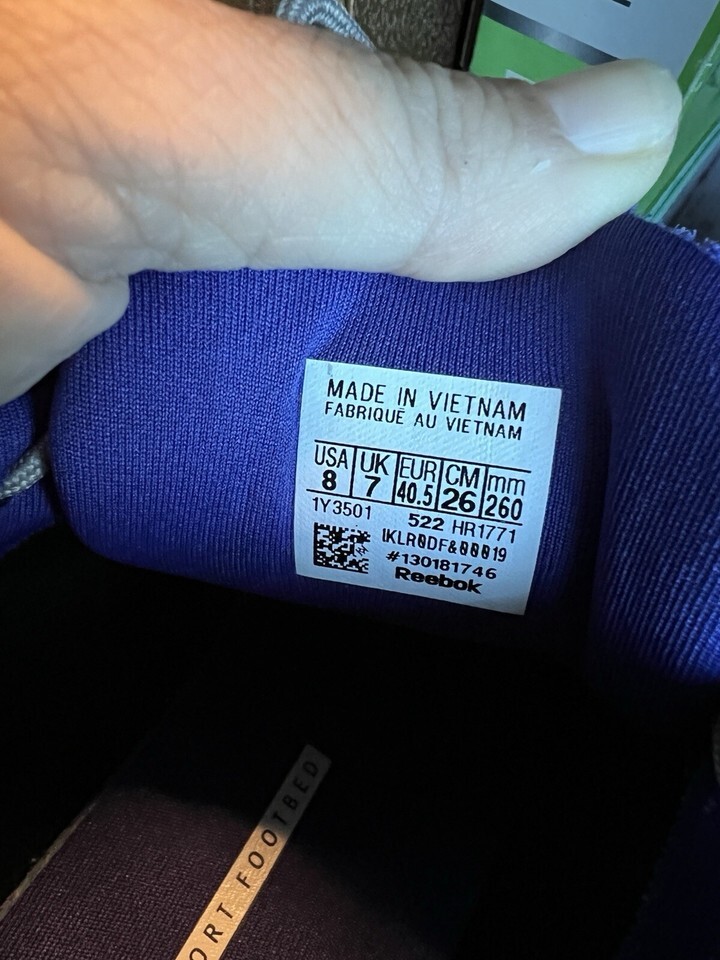 MADE IN VIETNAM
FABRIQUÉ AU VIETNAM
USA UK EUR CM mm
8 7 40.5 26 260
1Y3501 522 HR1771
IKLR0DF&00019
#130181746
Reebok
ORT FOOTBED